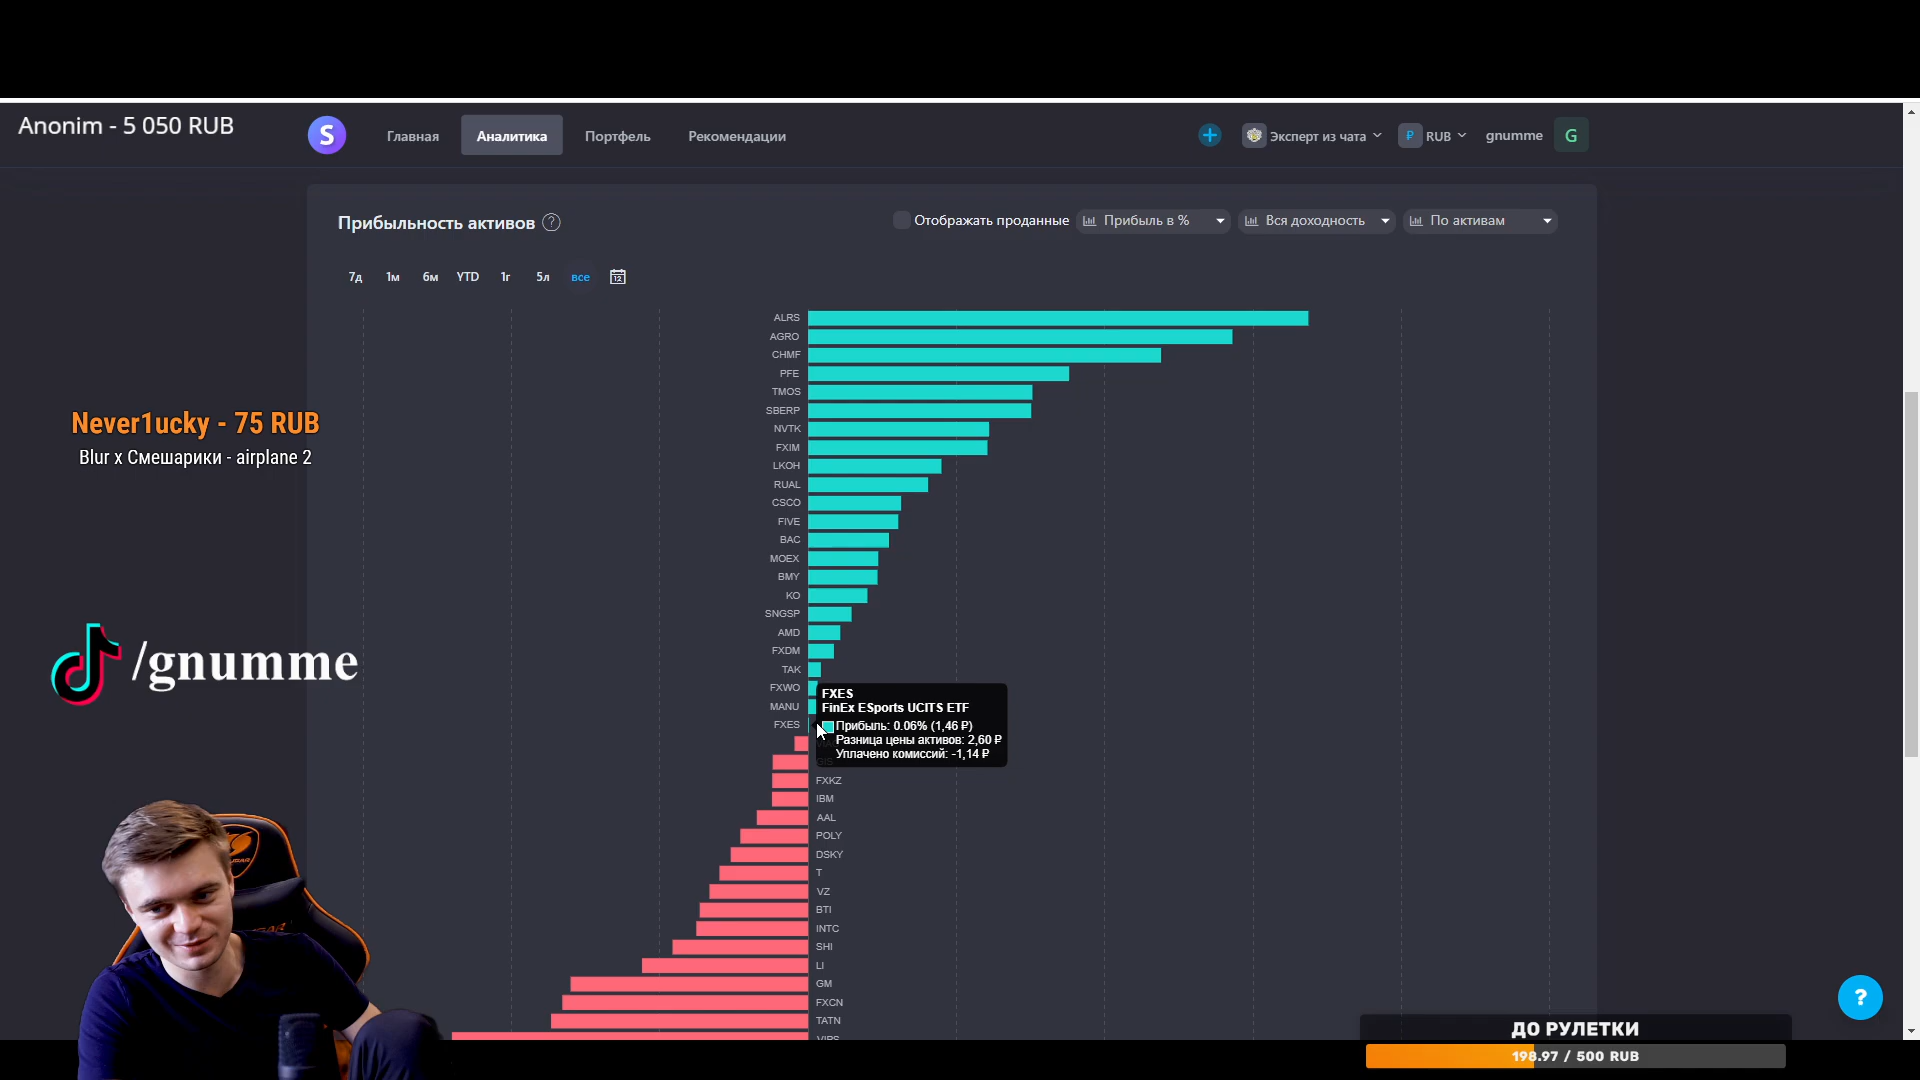 Anonim - 5 050 RUB
S
Главная
Аналитика
Портфель
Рекомендации
Эксперт из чата
₽
RUB
gnumme
G
Прибыльность активов
?
Отображать проданные
Прибыль в %
Вся доходность
По активам
7д
1м
6м
YTD
1г
5л
все
12
ALRS
AGRO
CHMF
PFE
TMOS
SBERP
NVTK
FXIM
LKOH
RUAL
CSCO
FIVE
BAC
MOEX
BMY
KO
SNGSP
AMD
FXDM
TAK
FXWO
MANU
FXES
FXES
FinEx ESports UCITS ETF
Прибыль: 0.06% (1,46 ₽)
Разница цены активов: 2,60 ₽
Уплачено комиссий: -1,14 ₽
FXKZ
IBM
AAL
POLY
DSKY
T
VZ
BTI
INTC
SHI
LI
GM
FXCN
TATN
VIPS
Never1ucky - 75 RUB
Blur x Смешарики - airplane 2
/gnumme
?
ДО РУЛЕТКИ
198.97 / 500 RUB